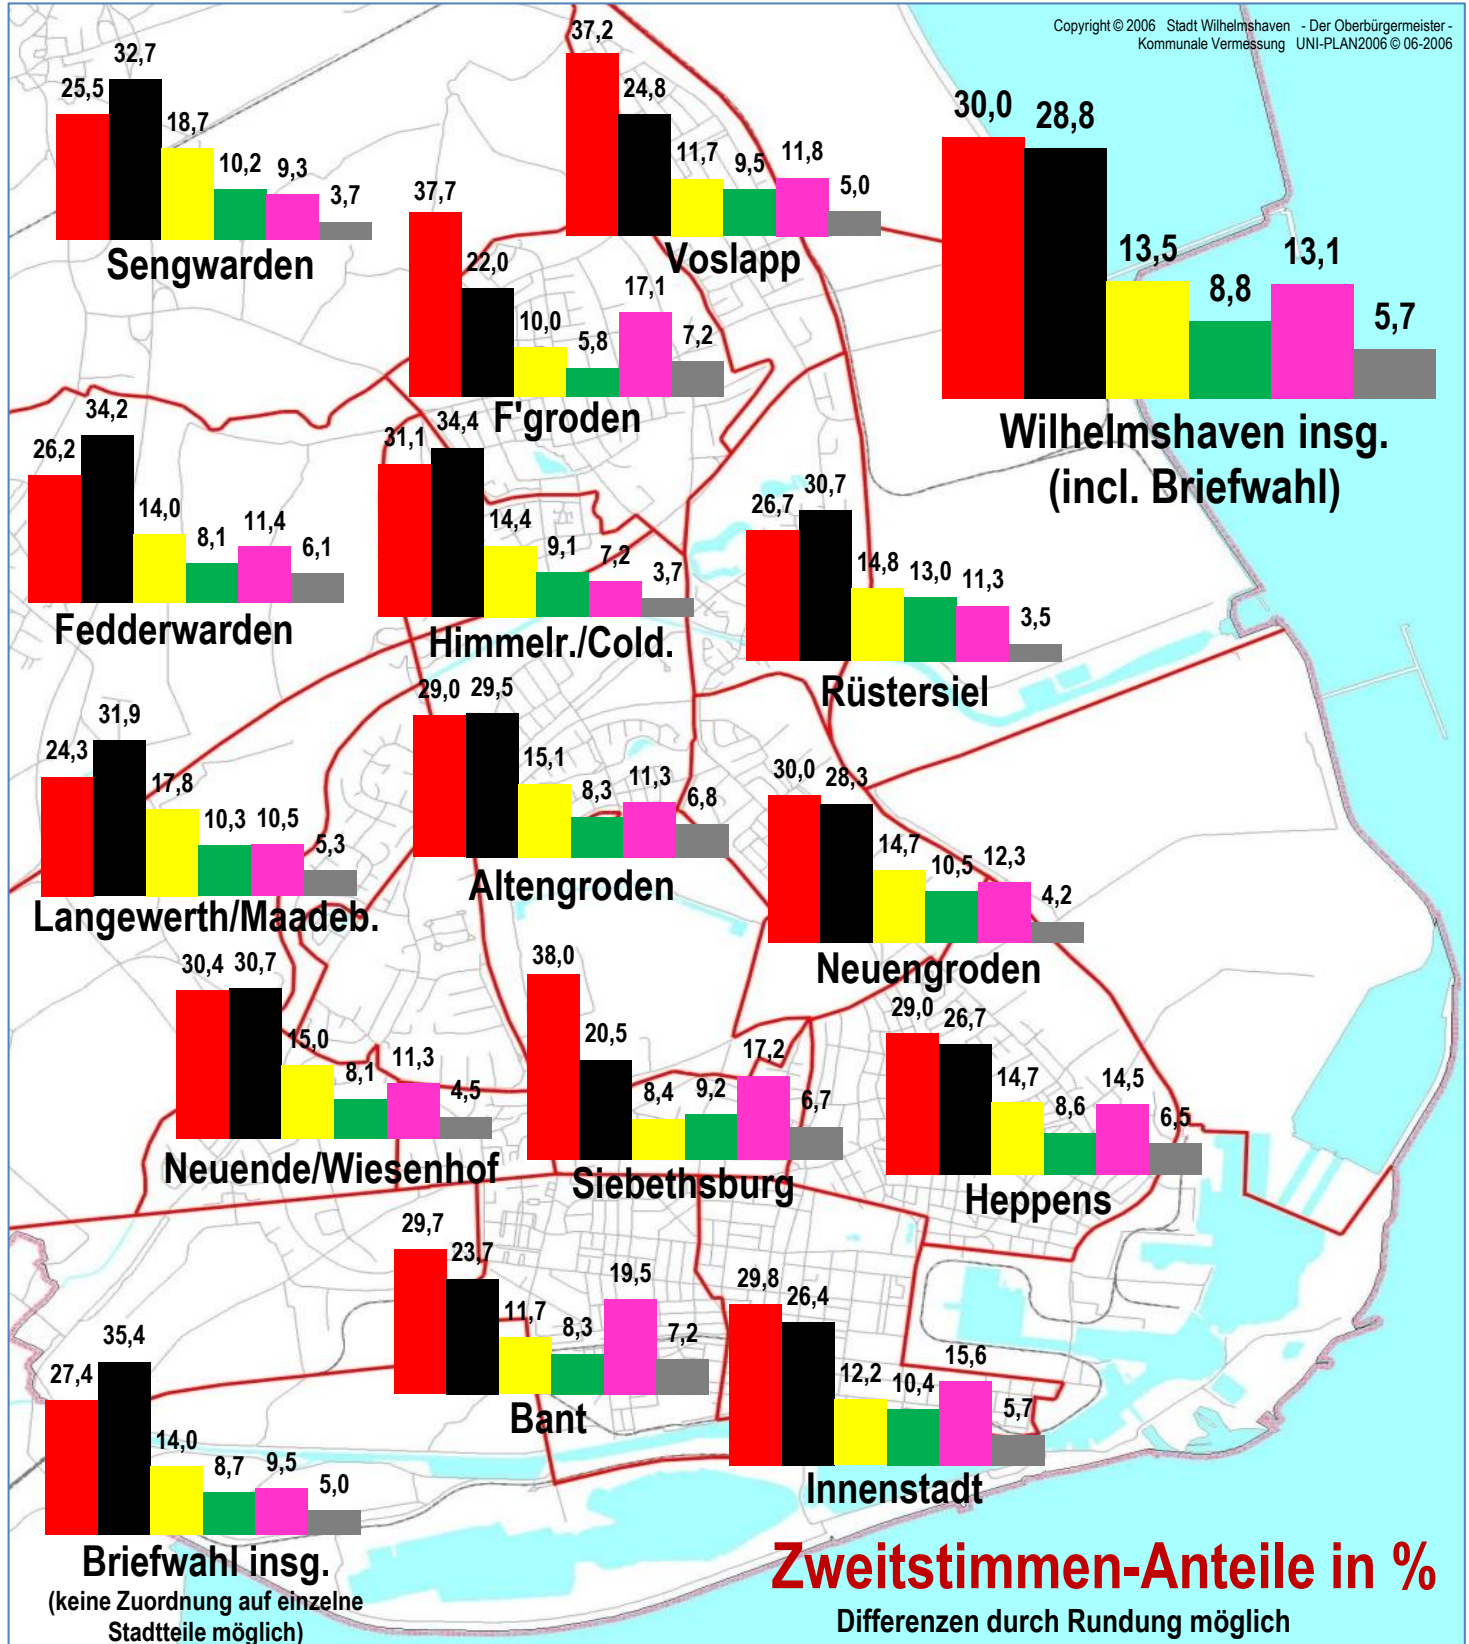 Copyright © 2006 Stadt Wilhelmshaven - Der Oberbürgermeister -
Kommunale Vermessung UNI-PLAN2006 © 06-2006
25,5 32,7 18,7 10,2 9,3 3,7
Sengwarden
37,2 24,8 11,7 9,5 11,8 5,0
Voslapp
30,0 28,8 13,5 8,8 13,1 5,7
Wilhelmshaven insg.
(incl. Briefwahl)
37,7 22,0 10,0 5,8 17,1 7,2
F'groden
26,2 34,2 14,0 8,1 11,4 6,1
Fedderwarden
31,1 34,4 14,4 9,1 7,2 3,7
Himmelr./Cold.
26,7 30,7 14,8 13,0 11,3 3,5
Rüstersiel
24,3 31,9 17,8 10,3 10,5 5,3
Langewerth/Maadeb.
29,0 29,5 15,1 8,3 11,3 6,8
Altengroden
30,0 28,3 14,7 10,5 12,3 4,2
Neuengroden
30,4 30,7 15,0 8,1 11,3 4,5
Neuende/Wiesenhof
38,0 20,5 8,4 9,2 17,2 6,7
Siebethsburg
29,0 26,7 14,7 8,6 14,5 6,5
Heppens
29,7 23,7 11,7 8,3 19,5 7,2
Bant
29,8 26,4 12,2 10,4 15,6 5,7
Innenstadt
27,4 35,4 14,0 8,7 9,5 5,0
Briefwahl insg.
(keine Zuordnung auf einzelne
Stadtteile möglich)
Zweitstimmen-Anteile in %
Differenzen durch Rundung möglich